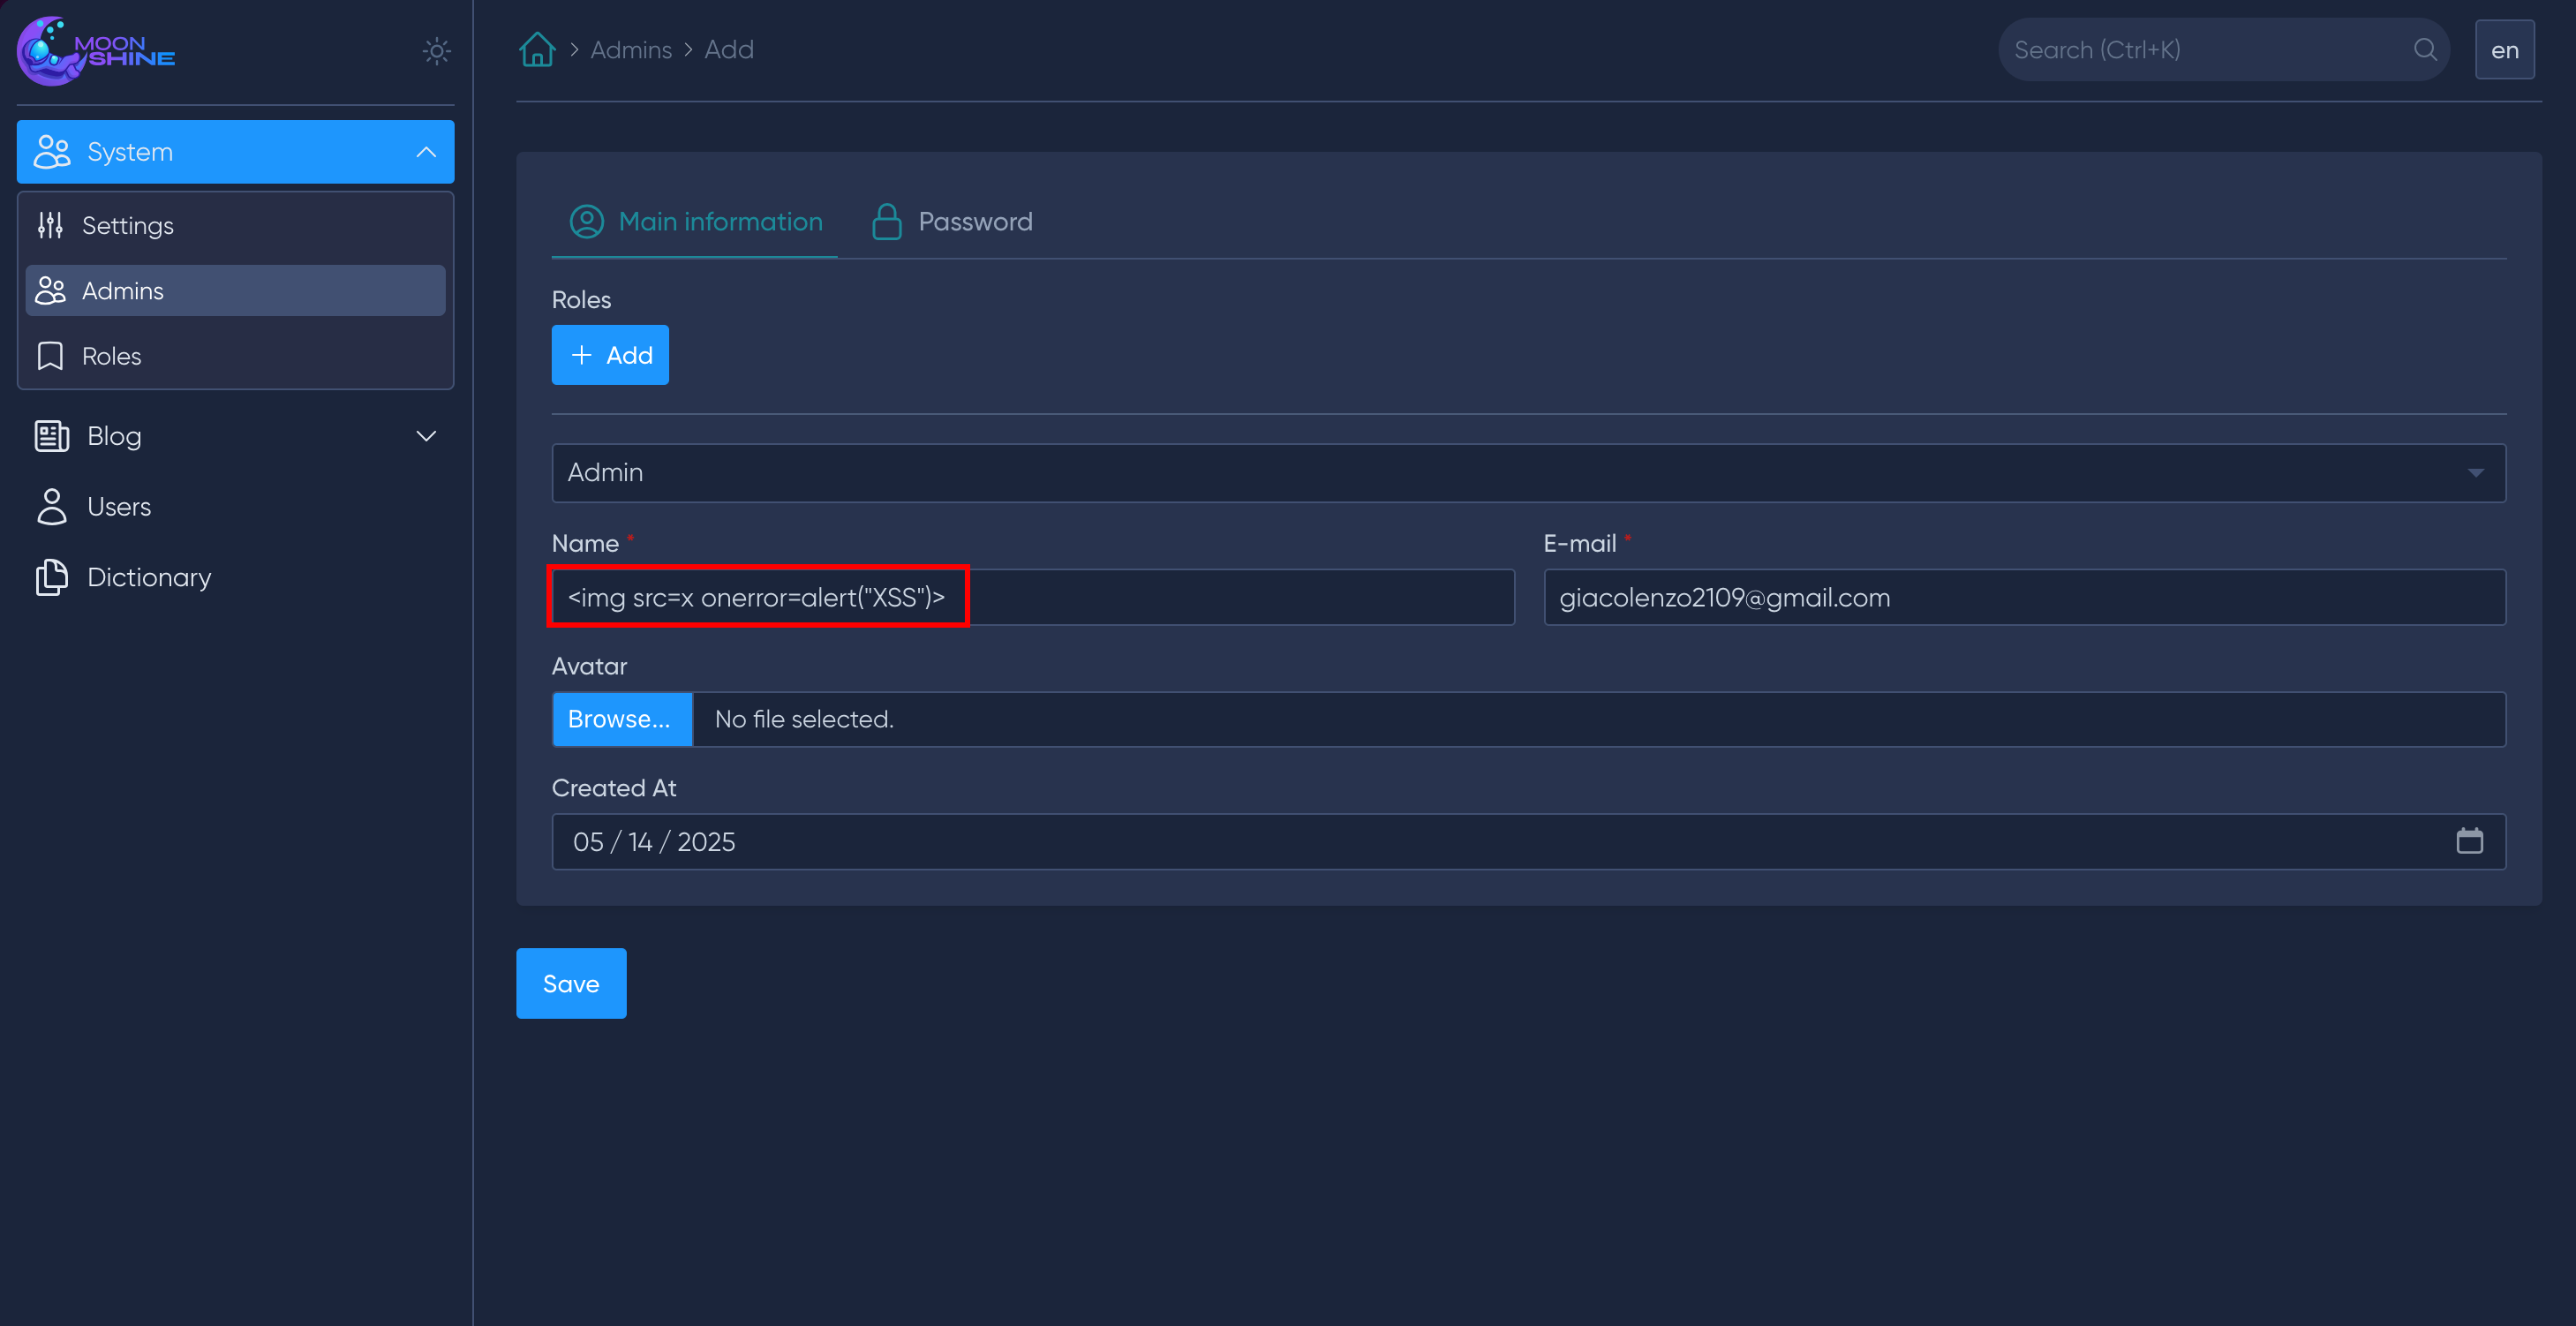 MOON
SHINE
Admins
Add
Search (Ctrl+K)
en
System
Settings
Admins
Roles
Blog
Users
Dictionary
Main information
Password
Roles
Add
Admin
Name *
E-mail *
<img src=x onerror=alert("XSS")>
giacolenzo2109@gmail.com
Avatar
Browse...
No file selected.
Created At
05 / 14 / 2025
Save